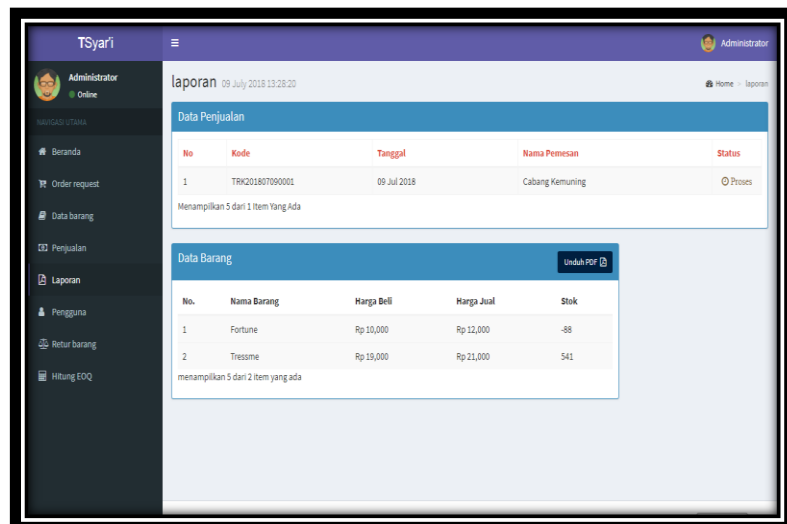 TSyar'i
Administrator
Administrator
Online
NAVIGASI UTAMA
Beranda
Order request
Data barang
Penjualan
Laporan
Pengguna
Retur barang
Hitung EOQ
laporan 09 July 2018 13:28:20
Home > laporan
Data Penjualan
No Kode Tanggal Nama Pemesan Status
1 TRK201807090001 09 Jul 2018 Cabang Kemuning Proses
Menampilkan 5 dari 1 Item Yang Ada
Data Barang Unduh PDF
No. Nama Barang Harga Beli Harga Jual Stok
1 Fortune Rp 10,000 Rp 12,000 -88
2 Tressme Rp 19,000 Rp 21,000 541
menampilkan 5 dari 2 item yang ada